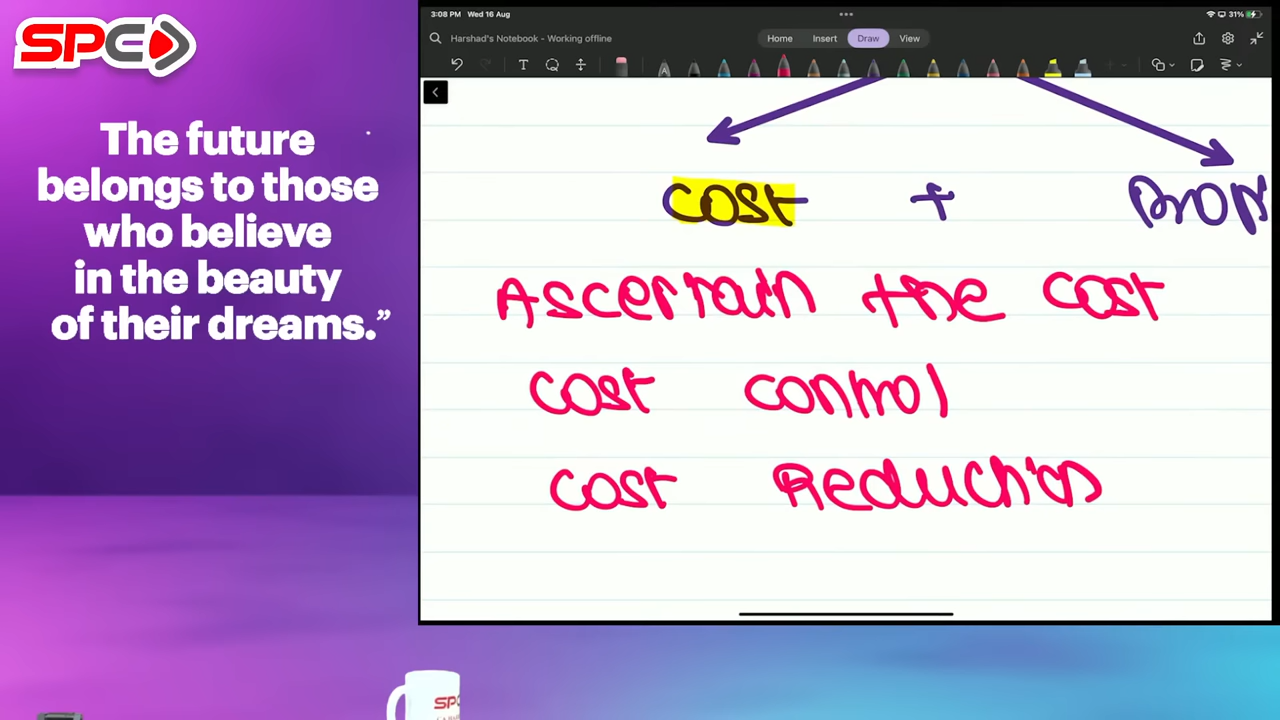 SPC
The future
belongs to those
who believe
in the beauty
of their dreams.”
3:08 PM Wed 16 Aug
31%
Harshad's Notebook - Working offline
Home Insert Draw View
cost +
Ascertain the cost
cost control
cost Reduction
SPC